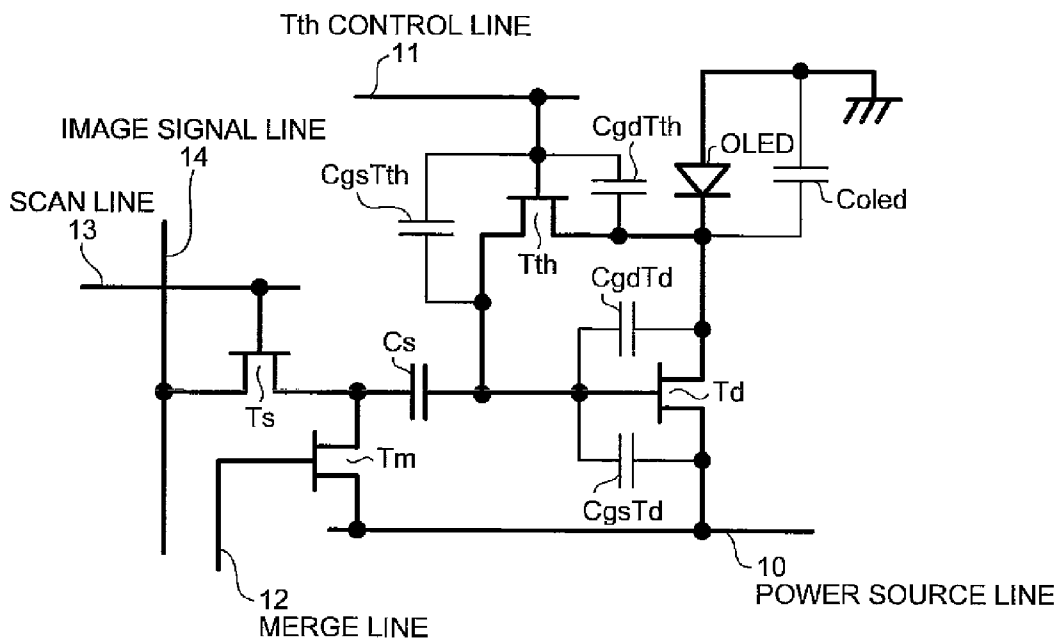 Tth CONTROL LINE
11
IMAGE SIGNAL LINE
14
CgdTth
OLED
CgsTth
SCAN LINE
13
Coled
Tth
CgdTd
Cs
Ts
Td
Tm
CgsTd
10
POWER SOURCE LINE
12
MERGE LINE